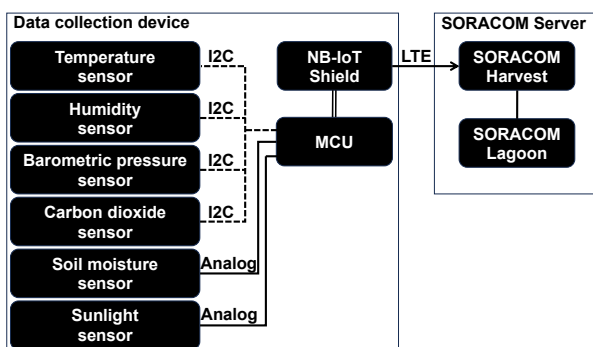 Data collection device
SORACOM Server
Temperature
sensor
I2C
NB-IoT
Shield
LTE
SORACOM
Harvest
Humidity
sensor
I2C
MCU
SORACOM
Lagoon
Barometric pressure
sensor
I2C
Carbon dioxide
sensor
I2C
Soil moisture
sensor
Analog
Sunlight
sensor
Analog